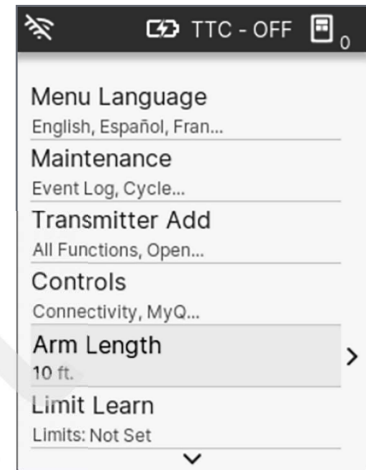 TTC - OFF 0
Menu Language
English, Español, Fran...
Maintenance
Event Log, Cycle...
Transmitter Add
All Functions, Open...
Controls
Connectivity, MyQ...
Arm Length
10 ft.
Limit Learn
Limits: Not Set